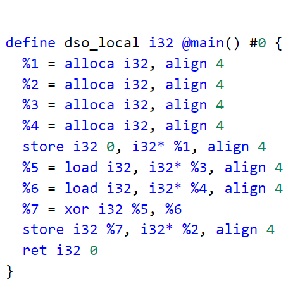 define dso_local i32 @main() #0 {
%1 = alloca i32, align 4
%2 = alloca i32, align 4
%3 = alloca i32, align 4
%4 = alloca i32, align 4
store i32 0, i32* %1, align 4
%5 = load i32, i32* %3, align 4
%6 = load i32, i32* %4, align 4
%7 = xor i32 %5, %6
store i32 %7, i32* %2, align 4
ret i32 0
}